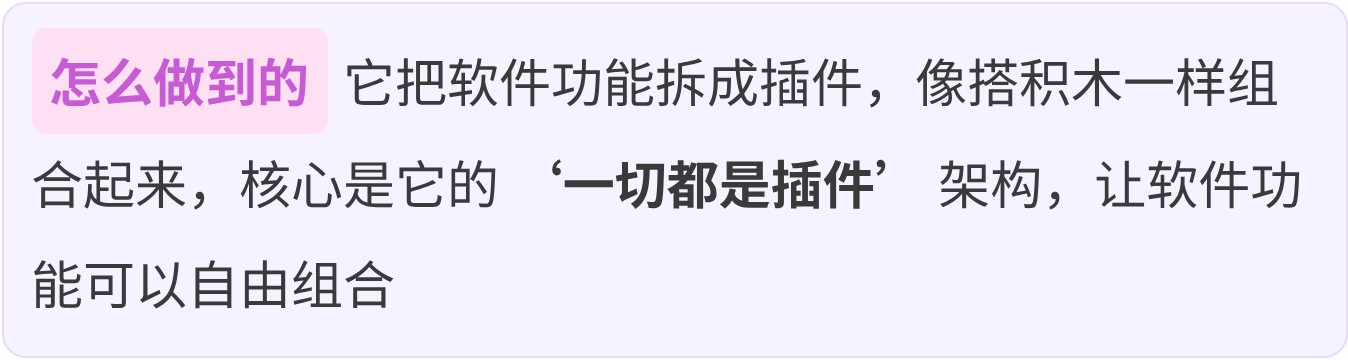 怎么做到的 它把软件功能拆成插件，像搭积木一样组
合起来，核心是它的 ‘一切都是插件’ 架构，让软件功
能可以自由组合